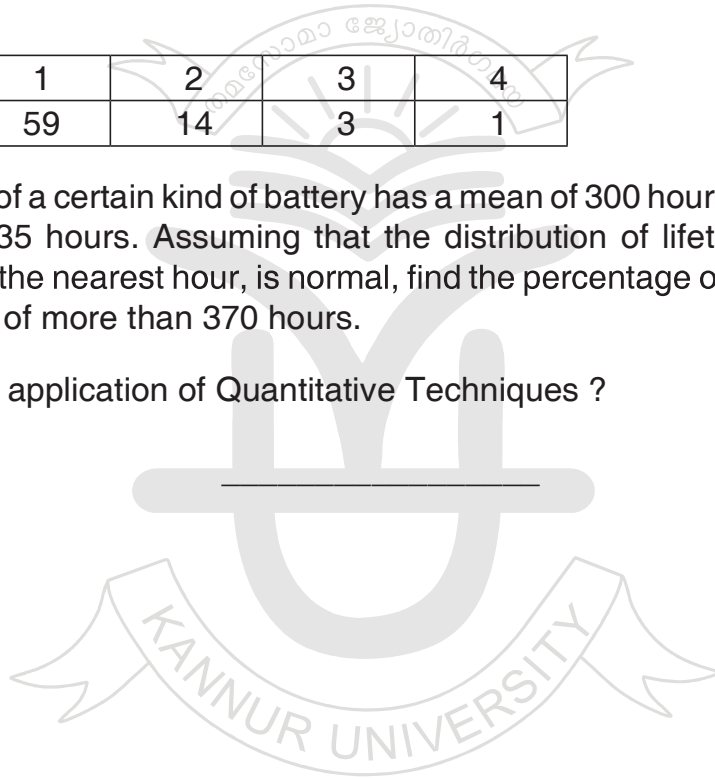 തമസോമാ ജ്യോതിർഗമയ
1 2 3 4
59 14 3 1
of a certain kind of battery has a mean of 300 hour
35 hours. Assuming that the distribution of lifet
the nearest hour, is normal, find the percentage o
of more than 370 hours.
application of Quantitative Techniques ?
KANNUR UNIVERSITY